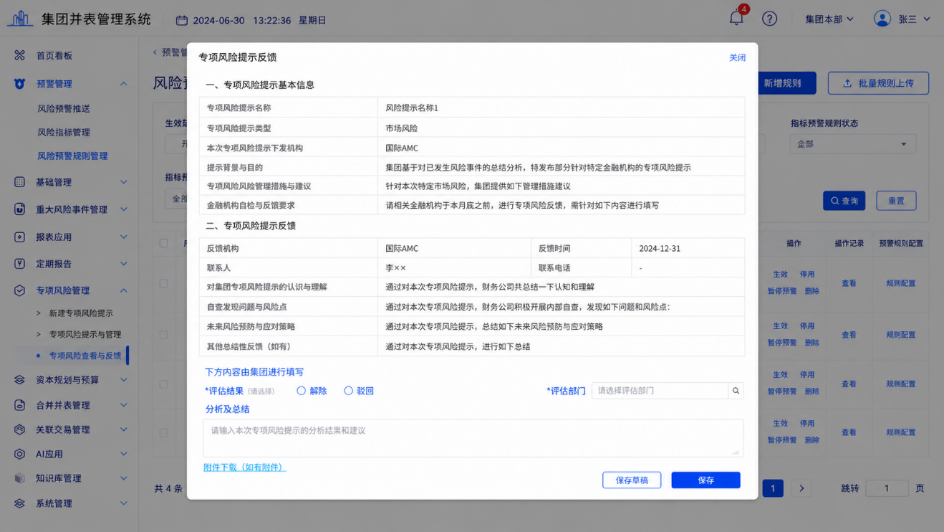 集团并表管理系统
2024-06-30 13:22:36 星期日
4
集团本部
张三
首页看板
预警管理
风险预警推送
风险指标管理
风险预警规则管理
基础管理
重大风险事件管理
报表应用
定期报告
专项风险管理
> 新建专项风险提示
> 专项风险提示与管理
专项风险查看与反馈
资本规划与预算
合并并表管理
关联交易管理
AI应用
知识库管理
系统管理
< 预警管
风险预
新增规则
批量规则上传
生效
指标预警规则状态
全部
指标预
全部
查询
重置
操作
操作记录
预警规则配置
生效 停用
暂停预警 删除
查看
规则配置
生效 停用
暂停预警 删除
查看
规则配置
生效 停用
暂停预警 删除
查看
规则配置
生效 停用
暂停预警 删除
查看
规则配置
共 4 条
1
>
跳转 1 页
专项风险提示反馈
关闭
一、专项风险提示基本信息
专项风险提示名称 风险提示名称1
专项风险提示类型 市场风险
本次专项风险提示下发机构 国际AMC
提示背景与目的 集团基于对已发生风险事件的总结分析，特发布部分针对特定金融机构的专项风险提示
专项风险风险管理措施与建议 针对本次特定市场风险，集团提供如下管理措施建议
金融机构自检与反馈要求 请相关金融机构于本月底之前，进行专项风险反馈，需针对如下内容进行填写
二、专项风险提示反馈
反馈机构 国际AMC 反馈时间 2024-12-31
联系人 李×× 联系电话 -
对集团专项风险提示的认识与理解 通过对本次专项风险提示，财务公司共总结一下认知和理解
自查发现问题与风险点 通过对本次专项风险提示，财务公司积极开展内部自查，发现如下问题和风险点：
未来风险预防与应对策略 通过对本次专项风险提示，总结如下未来风险预防与应对策略
其他总结性反馈（如有） 通过对本次专项风险提示，进行如下总结
下方内容由集团进行填写
*评估结果（请选择） 解除 驳回 *评估部门 请选择评估部门
分析及总结
请输入本次专项风险提示的分析结果和建议
附件下载（如有附件）
保存草稿
保存